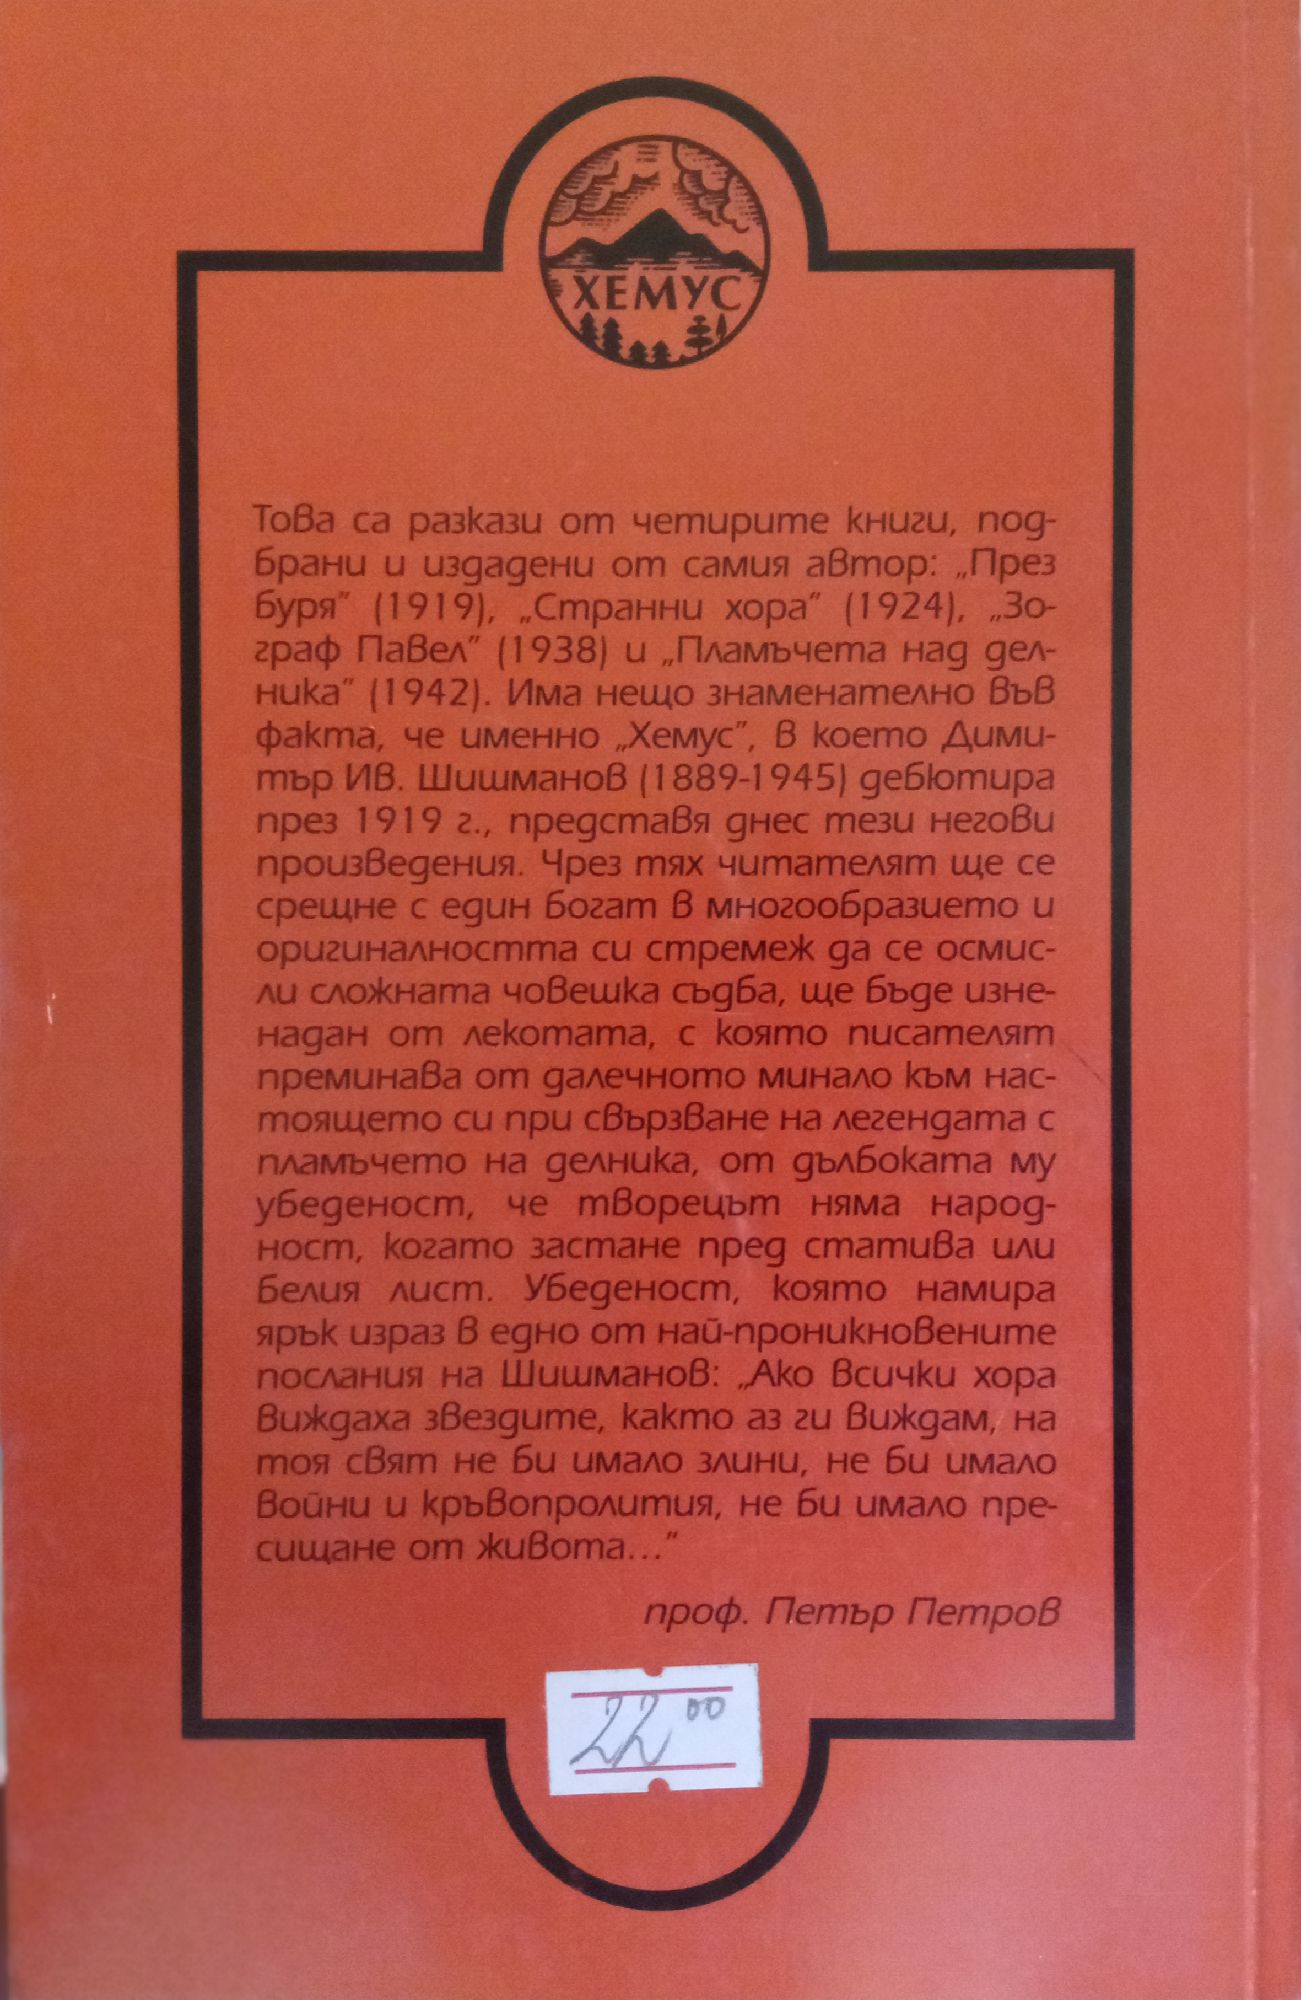 ХЕМУС
Това са разкази от четирите книги, под-
брани и издадени от самия автор: „През
буря” (1919), „Странни хора” (1924), „Зо-
граф Павел” (1938) и „Пламъчета над дел-
ника” (1942). Има нещо знаменателно във
факта, че именно „Хемус”, в което Дими-
тър Ив. Шишманов (1889-1945) дебютира
през 1919 г., представя днес тези негови
произведения. Чрез тях читателят ще се
срещне с един богат в многообразието и
оригиналността си стремеж да се осмис-
ли сложната човешка съдба, ще бъде изне-
надан от лекотата, с която писателят
преминава от далечното минало към нас-
тоящето си при свързване на легендата с
пламъчето на делника, от дълбоката му
убеденост, че творецът няма народ-
ност, когато застане пред статива или
белия лист. Убеденост, която намира
ярък израз в едно от най-проникновените
послания на Шишманов: „Ако всички хора
виждаха звездите, както аз ги виждам, на
тоя свят не би имало злини, не би имало
войни и кръвопролития, не би имало пре-
сищане от живота...”
проф. Петър Петров
22 00